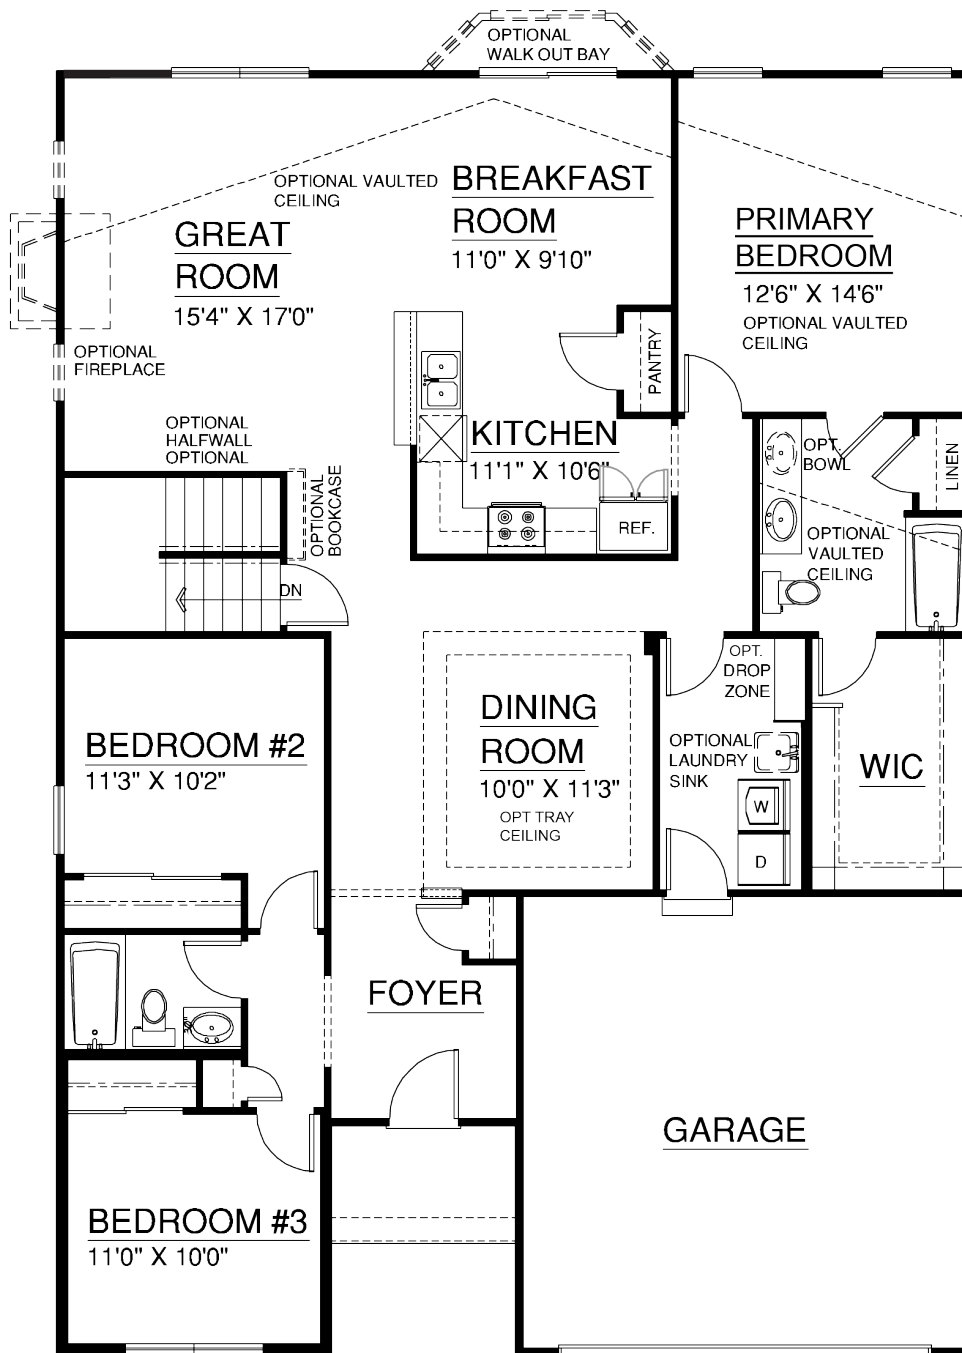 OPTIONAL
WALK OUT BAY
OPTIONAL VAULTED
CEILING
BREAKFAST
ROOM
11'0" X 9'10"
GREAT
ROOM
15'4" X 17'0"
PRIMARY
BEDROOM
12'6" X 14'6"
OPTIONAL VAULTED
CEILING
OPTIONAL
FIREPLACE
PANTRY
OPTIONAL
HALFWALL
OPTIONAL
KITCHEN
11'1" X 10'6"
OPT.
BOWL
LINEN
OPTIONAL
BOOKCASE
REF.
OPTIONAL
VAULTED
CEILING
DN
OPT.
DROP
ZONE
DINING
ROOM
10'0" X 11'3"
OPT TRAY
CEILING
BEDROOM #2
11'3" X 10'2"
OPTIONAL
LAUNDRY
SINK
WIC
W
D
FOYER
GARAGE
BEDROOM #3
11'0" X 10'0"